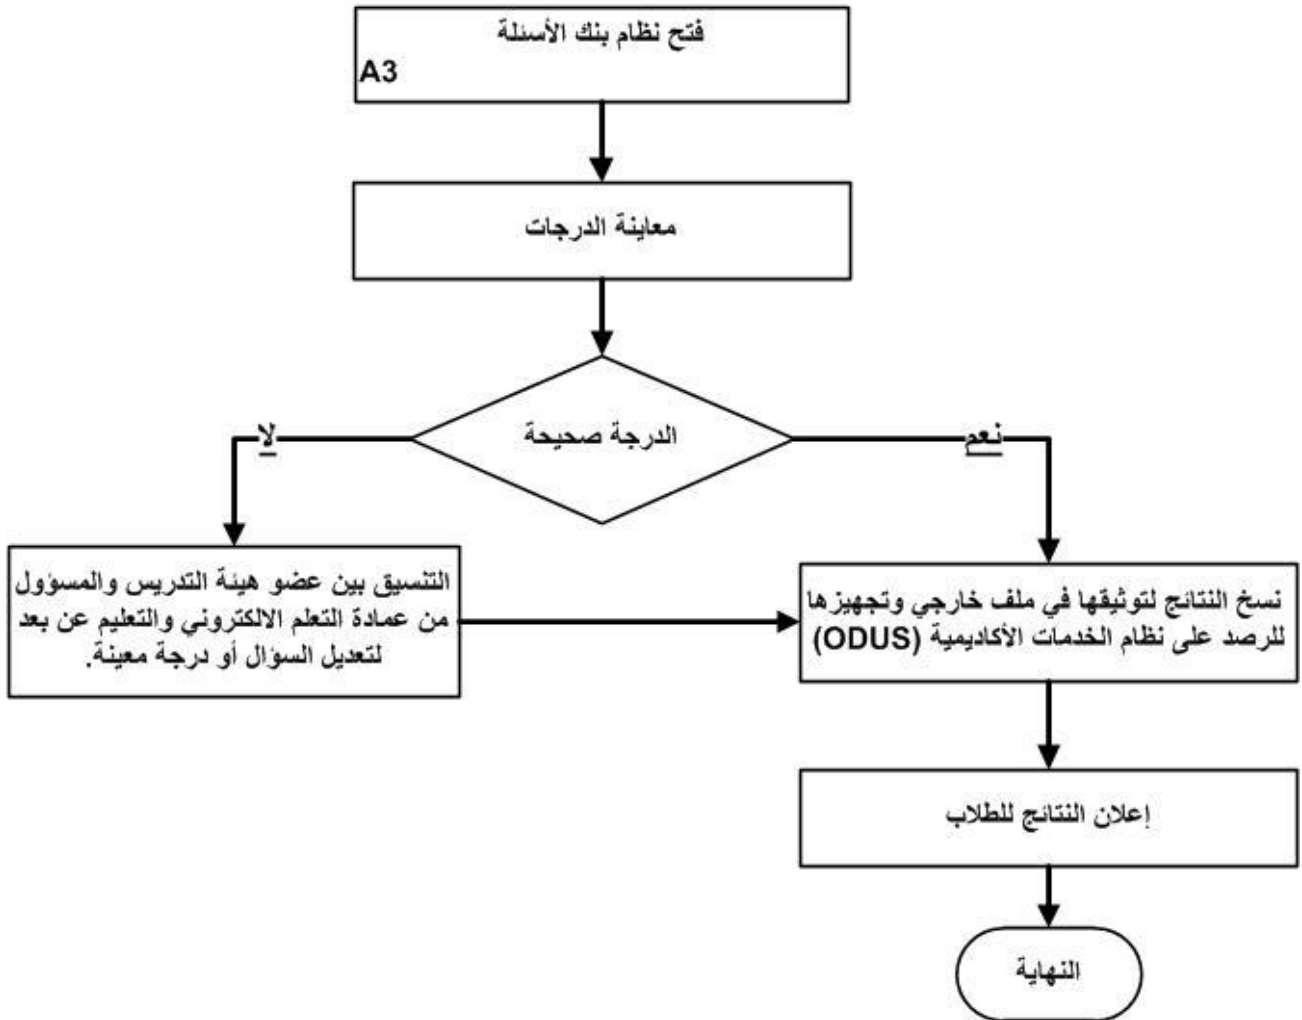 فتح نظام بنك الأسئلة
A3
معاينة الدرجات
الدرجة صحيحة
نعم
لا
نسخ النتائج لتوثيقها في ملف خارجي وتجهيزها
للرصد على نظام الخدمات الأكاديمية (ODUS)
التنسيق بين عضو هيئة التدريس والمسؤول
من عمادة التعلم الالكتروني والتعليم عن بعد
لتعديل السؤال أو درجة معينة.
إعلان النتائج للطلاب
النهاية